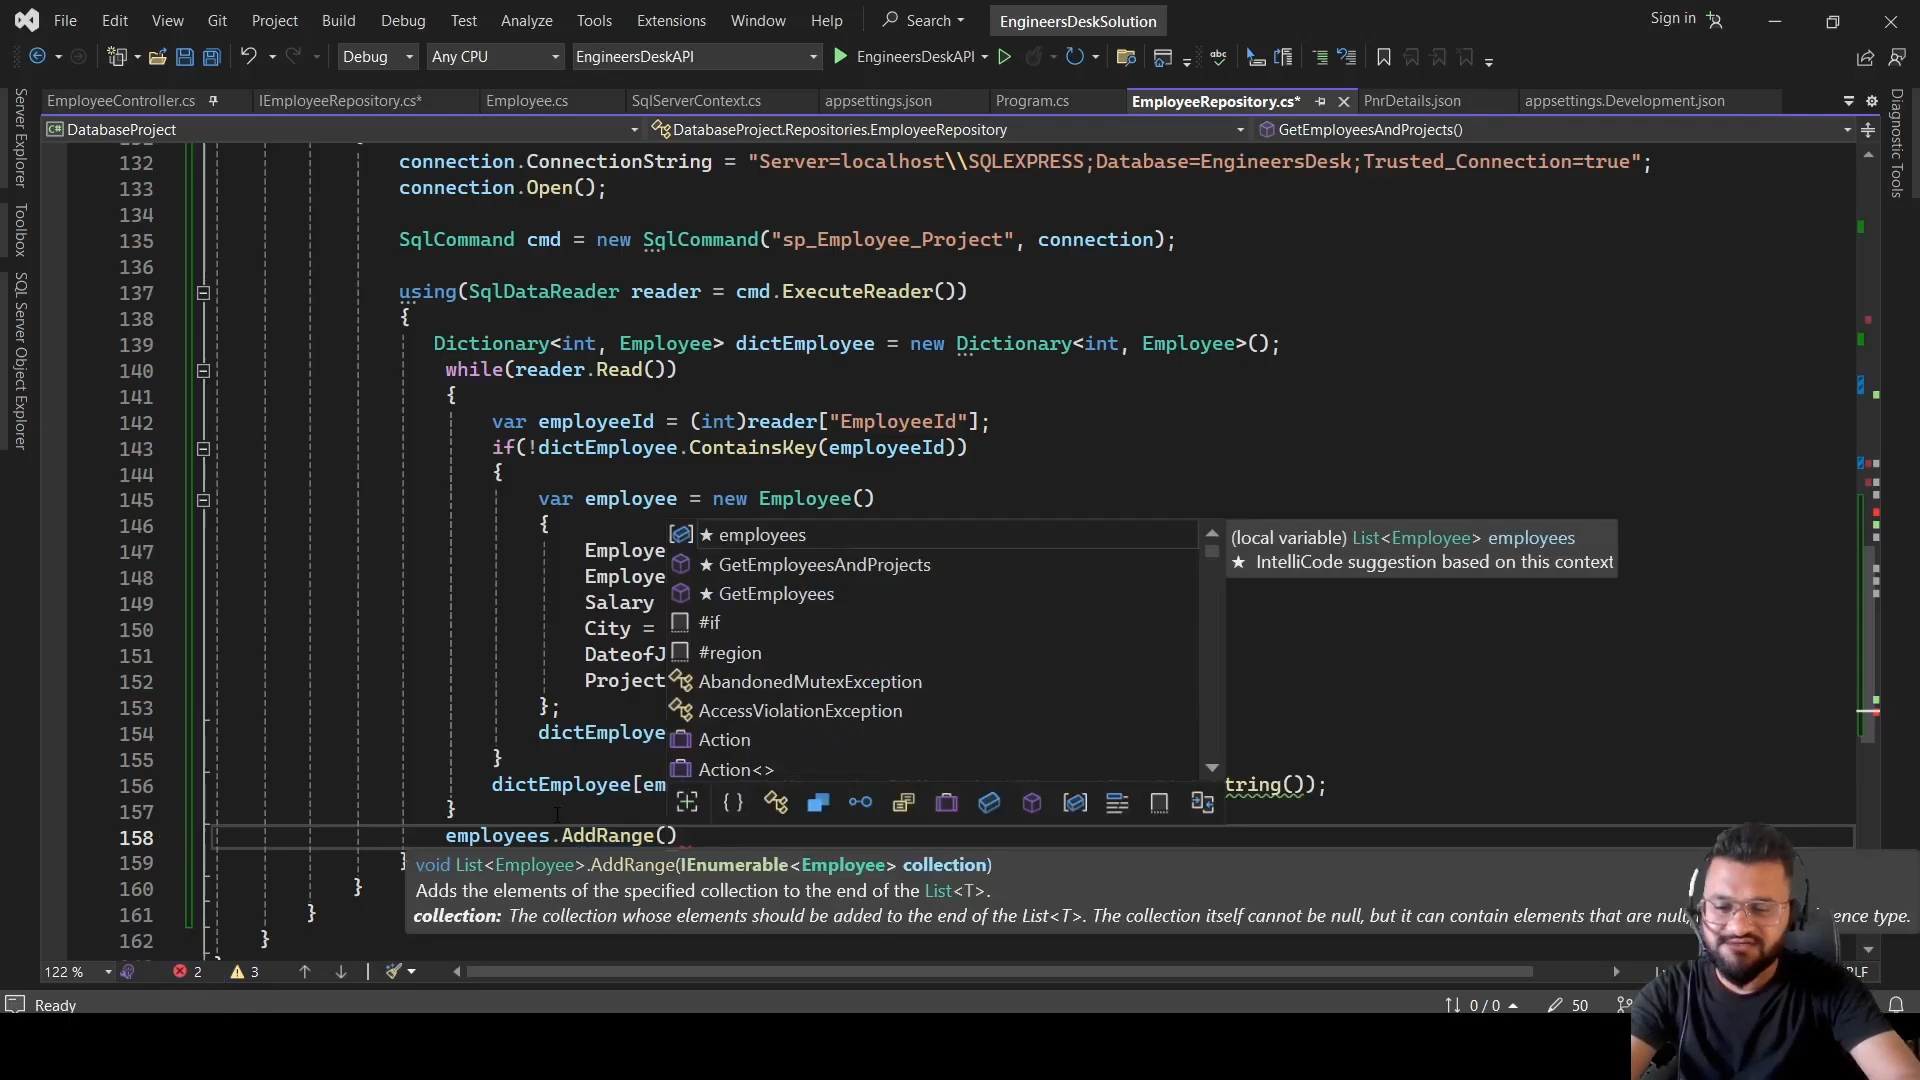 File Edit View Git Project Build Debug Test Analyze Tools Extensions Window Help Search EngineersDeskSolution Sign in
Debug Any CPU EngineersDeskAPI EngineersDeskAPI
EmployeeController.cs IEmployeeRepository.cs* Employee.cs SqlServerContext.cs appsettings.json Program.cs EmployeeRepository.cs* PnrDetails.json appsettings.Development.json
DatabaseProject DatabaseProject.Repositories.EmployeeRepository GetEmployeesAndProjects()
Server Explorer
Toolbox
SQL Server Object Explorer
Diagnostic Tools
132 connection.ConnectionString = "Server=localhost\\SQLEXPRESS;Database=EngineersDesk;Trusted_Connection=true";
133 connection.Open();
134
135 SqlCommand cmd = new SqlCommand("sp_Employee_Project", connection);
136
137 using(SqlDataReader reader = cmd.ExecuteReader())
138 {
139 Dictionary<int, Employee> dictEmployee = new Dictionary<int, Employee>();
140 while(reader.Read())
141 {
142 var employeeId = (int)reader["EmployeeId"];
143 if(!dictEmployee.ContainsKey(employeeId))
144 {
145 var employee = new Employee()
146 {
147 Employe
148 Employe
149 Salary
150 City =
151 DateofJ
152 Project
153 };
154 dictEmploye
155 }
156 dictEmployee[em tring());
157 }
158 employees.AddRange()
159 }
160 }
161 }
162 }
★ employees
★ GetEmployeesAndProjects
★ GetEmployees
#if
#region
AbandonedMutexException
AccessViolationException
Action
Action<>
(local variable) List<Employee> employees
★ IntelliCode suggestion based on this context
void List<Employee>.AddRange(IEnumerable<Employee> collection)
Adds the elements of the specified collection to the end of the List<T>.
collection: The collection whose elements should be added to the end of the List<T>. The collection itself cannot be null, but it can contain elements that are null, ence type.
122 % 2 3
Ready 0 / 0 50